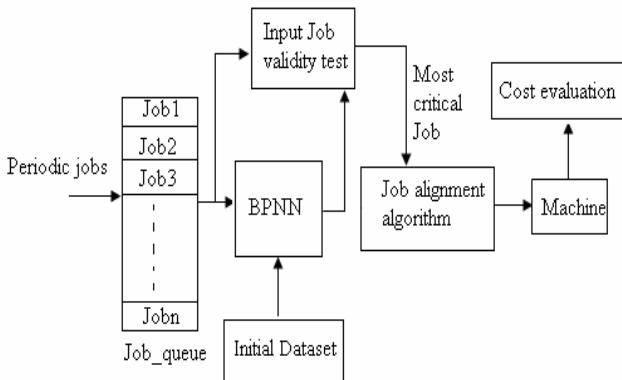 Periodic jobs
Job1
Job2
Job3
Jobn
Job_queue
Input Job
validity test
BPNN
Initial Dataset
Most
critical
Job
Job alignment
algorithm
Machine
Cost evaluation